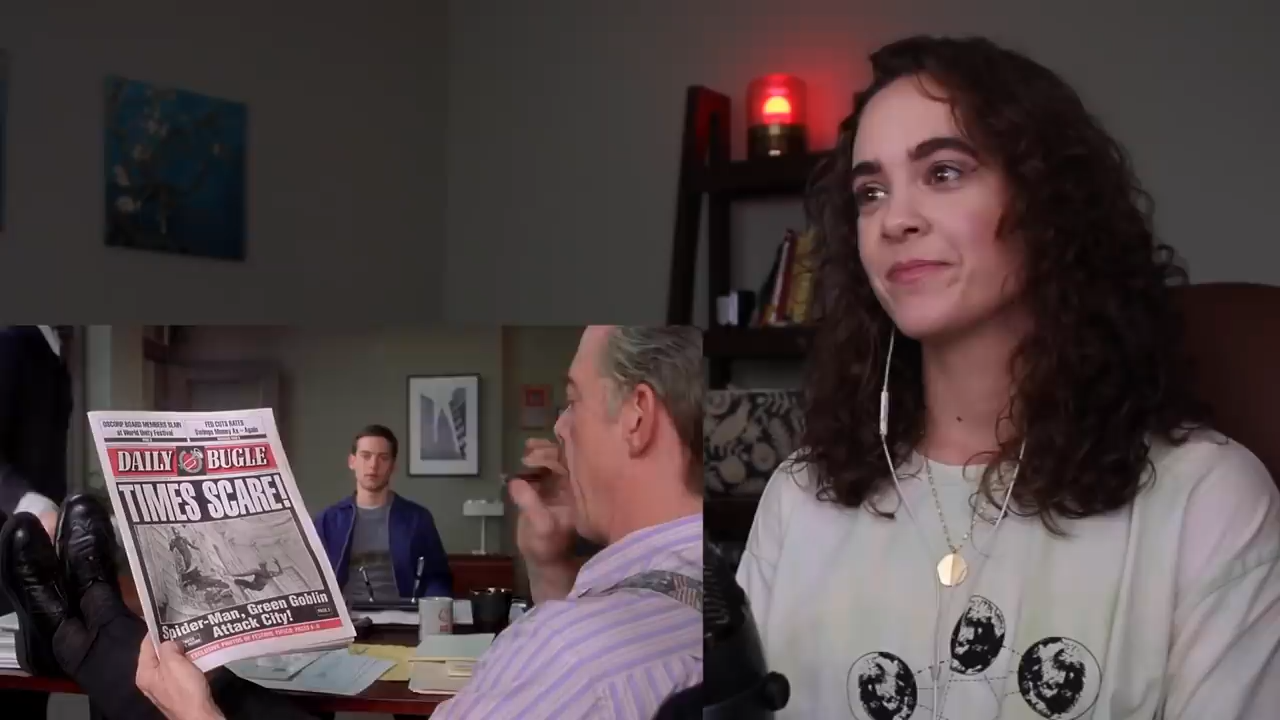 OSCORP BOARD MEMBERS SLAIN
at World Unity Festival
FED CUTS RATES
DAILY BUGLE
TIMES SCARE!
Spider-Man, Green Goblin
Attack City!